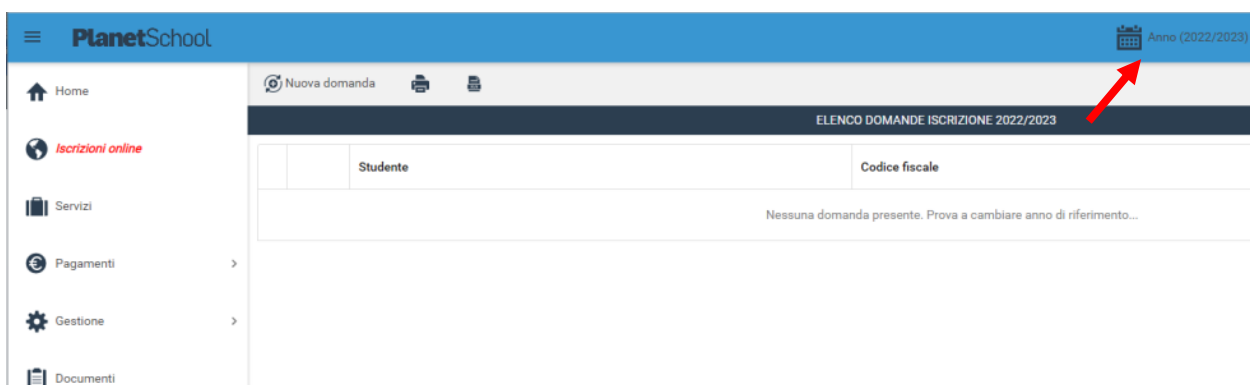 PlanetSchool
Anno (2022/2023)
Home
Nuova domanda
ELENCO DOMANDE ISCRIZIONE 2022/2023
Iscrizioni online
Studente
Codice fiscale
Servizi
Nessuna domanda presente. Prova a cambiare anno di riferimento...
Pagamenti
Gestione
Documenti